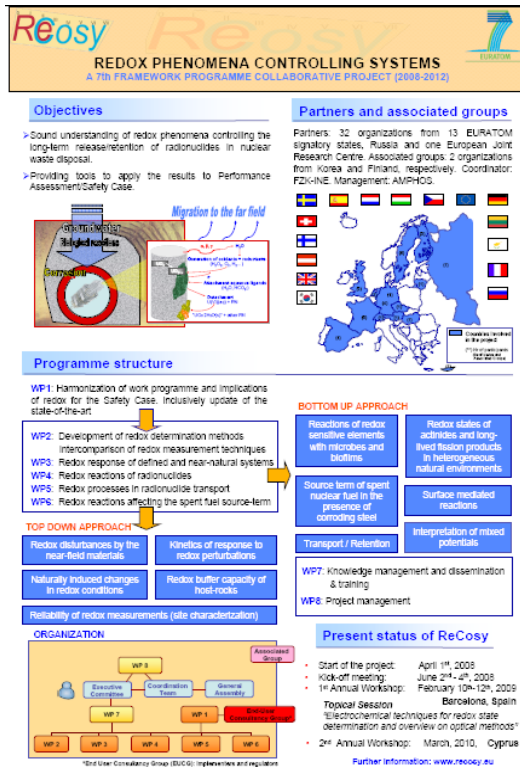 ReCosy
7
EURATOM
REDOX PHENOMENA CONTROLLING SYSTEMS
A 7th FRAMEWORK PROGRAMME COLLABORATIVE PROJECT (2008-2012)
Objectives
➢Sound understanding of redox phenomena controlling the
long-term release/retention of radionuclides in nuclear
waste disposal.
➢Providing tools to apply the results to Performance
Assessment/Safety Case.
Migration to the far field
Groundwater
Corrosion
Partners and associated groups
Partners: 32 organizations from 13 EURATOM
signatory states, Russia and one European Joint
Research Centre. Associated groups: 2 organizations
from Korea and Finland, respectively. Coordinator:
FZK-INE. Management: AMPHOS.
Countries involved
in the project
Programme structure
WP1: Harmonization of work programme and implications
of redox for the Safety Case. Inclusively update of the
state-of-the-art
WP2: Development of redox determination methods
Intercomparison of redox measurement techniques
WP3: Redox response of defined and near-natural systems
WP4: Redox reactions of radionuclides
WP5: Redox processes in radionuclide transport
WP6: Redox reactions affecting the spent fuel source-term
TOP DOWN APPROACH
Redox disturbances by the
near-field materials
Kinetics of response to
redox perturbations
Naturally induced changes
in redox conditions
Redox buffer capacity of
host-rocks
Reliability of redox measurements (site characterization)
BOTTOM UP APPROACH
Reactions of redox
sensitive elements
with microbes and
biofilms
Redox states of
actinides and long-
lived fission products
in heterogeneous
natural environments
Source term of spent
nuclear fuel in the
presence of
corroding steel
Surface mediated
reactions
Transport / Retention
Interpretation of mixed
potentials
WP7: Knowledge management and dissemination
& training
WP8: Project management
ORGANIZATION
Associated
Group
WP 8
Executive
Committee
Coordination
Team
General
Assembly
WP 7
WP 1
End-User
Consultancy Group*
WP 2
WP 3
WP 4
WP 5
WP 6
*End User Consultancy Group (EUCG): Implementers and regulators
Present status of ReCosy
• Start of the project: April 1st, 2008
• Kick-off meeting: June 2nd - 4th, 2008
• 1st Annual Workshop: February 10th-12th, 2009
Barcelona, Spain
Topical Session
"Electrochemical techniques for redox state
determination and overview on optical methods"
• 2nd Annual Workshop: March, 2010, Cyprus
Further information: www.recosy.eu